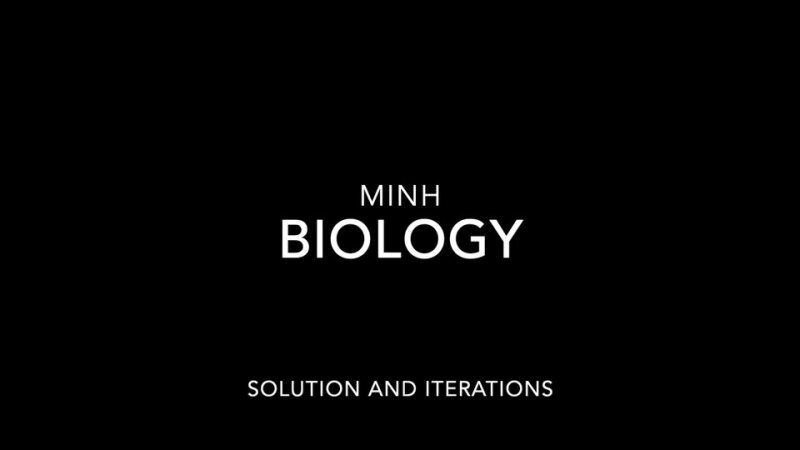 MINH
BIOLOGY
SOLUTION AND ITERATIONS